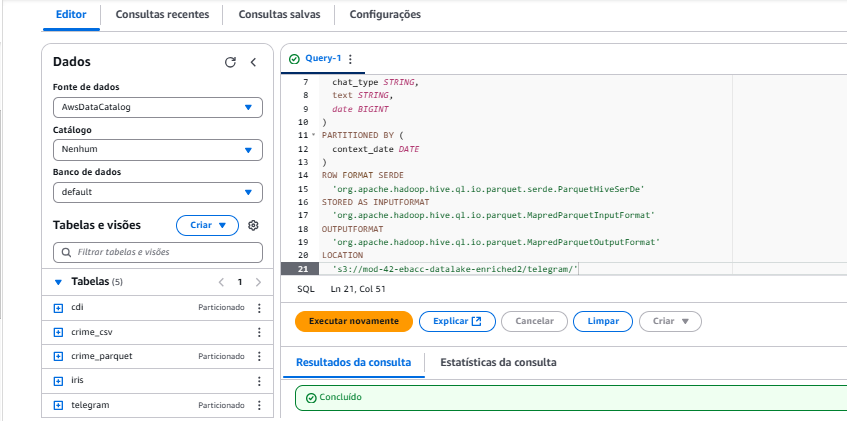 Editor
Consultas recentes
Consultas salvas
Configurações
Dados
Fonte de dados
AwsDataCatalog
Catálogo
Nenhum
Banco de dados
default
Tabelas e visões
Criar
Filtrar tabelas e visões
Tabelas (5)
1
cdi Particionado
crime_csv
crime_parquet Particionado
iris
telegram Particionado
Query-1
7 chat_type STRING,
8 text STRING,
9 date BIGINT
10 )
11 PARTITIONED BY (
12 context_date DATE
13 )
14 ROW FORMAT SERDE
15 'org.apache.hadoop.hive.ql.io.parquet.serde.ParquetHiveSerDe'
16 STORED AS INPUTFORMAT
17 'org.apache.hadoop.hive.ql.io.parquet.MapredParquetInputFormat'
18 OUTPUTFORMAT
19 'org.apache.hadoop.hive.ql.io.parquet.MapredParquetOutputFormat'
20 LOCATION
21 's3://mod-42-ebacc-datalake-enriched2/telegram/'
SQL Ln 21, Col 51
Executar novamente
Explicar
Cancelar
Limpar
Criar
Resultados da consulta
Estatísticas da consulta
Concluído